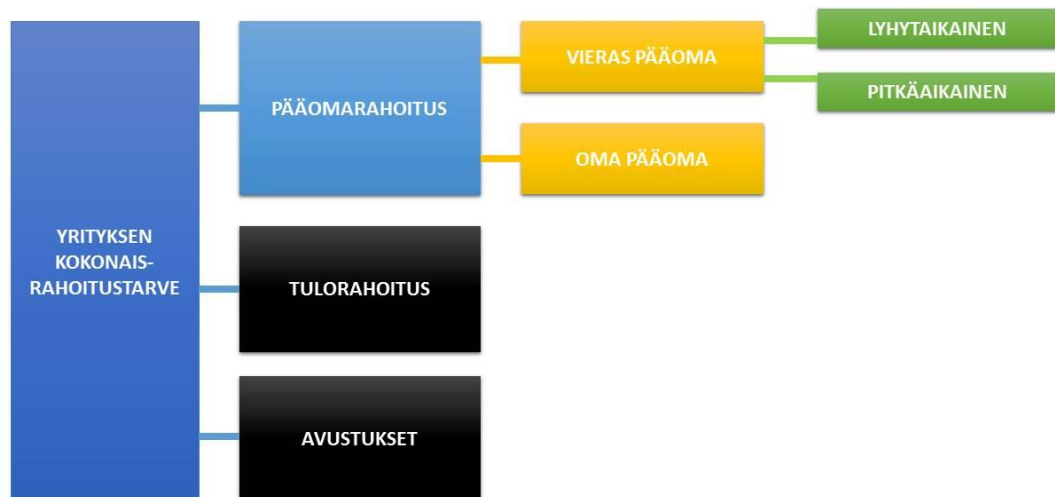 YRITYKSEN
KOKONAIS-
RAHOITUSTARVE
PÄÄOMARAHOITUS
VIERAS PÄÄOMA
LYHYTAIKAINEN
PITKÄAIKAINEN
OMA PÄÄOMA
TULORAHOITUS
AVUSTUKSET